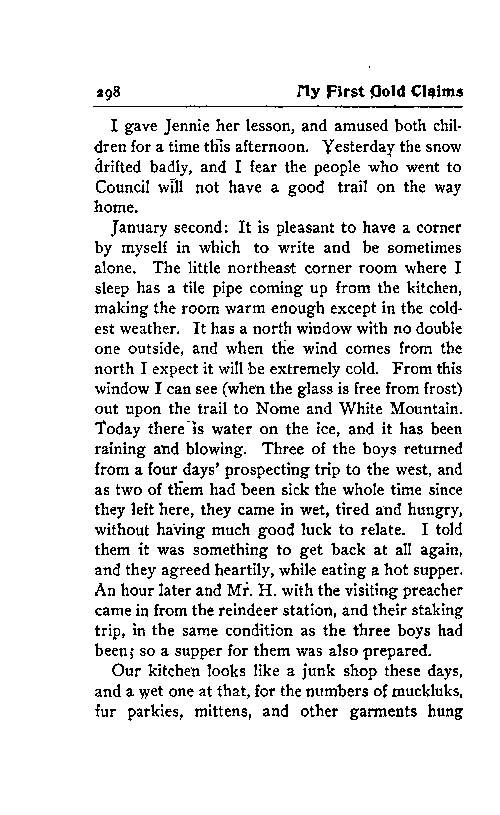 298 My First Gold Claims
I gave Jennie her lesson, and amused both chil-
dren for a time this afternoon. Yesterday the snow
drifted badly, and I fear the people who went to
Council will not have a good trail on the way
home.
January second: It is pleasant to have a corner
by myself in which to write and be sometimes
alone. The little northeast corner room where I
sleep has a tile pipe coming up from the kitchen,
making the room warm enough except in the cold-
est weather. It has a north window with no double
one outside, and when the wind comes from the
north I expect it will be extremely cold. From this
window I can see (when the glass is free from frost)
out upon the trail to Nome and White Mountain.
Today there is water on the ice, and it has been
raining and blowing. Three of the boys returned
from a four days' prospecting trip to the west, and
as two of them had been sick the whole time since
they left here, they came in wet, tired and hungry,
without having much good luck to relate. I told
them it was something to get back at all again,
and they agreed heartily, while eating a hot supper.
An hour later and Mr. H. with the visiting preacher
came in from the reindeer station, and their staking
trip, in the same condition as the three boys had
been; so a supper for them was also prepared.
Our kitchen looks like a junk shop these days,
and a wet one at that, for the numbers of muckluks,
fur parkies, mittens, and other garments hung